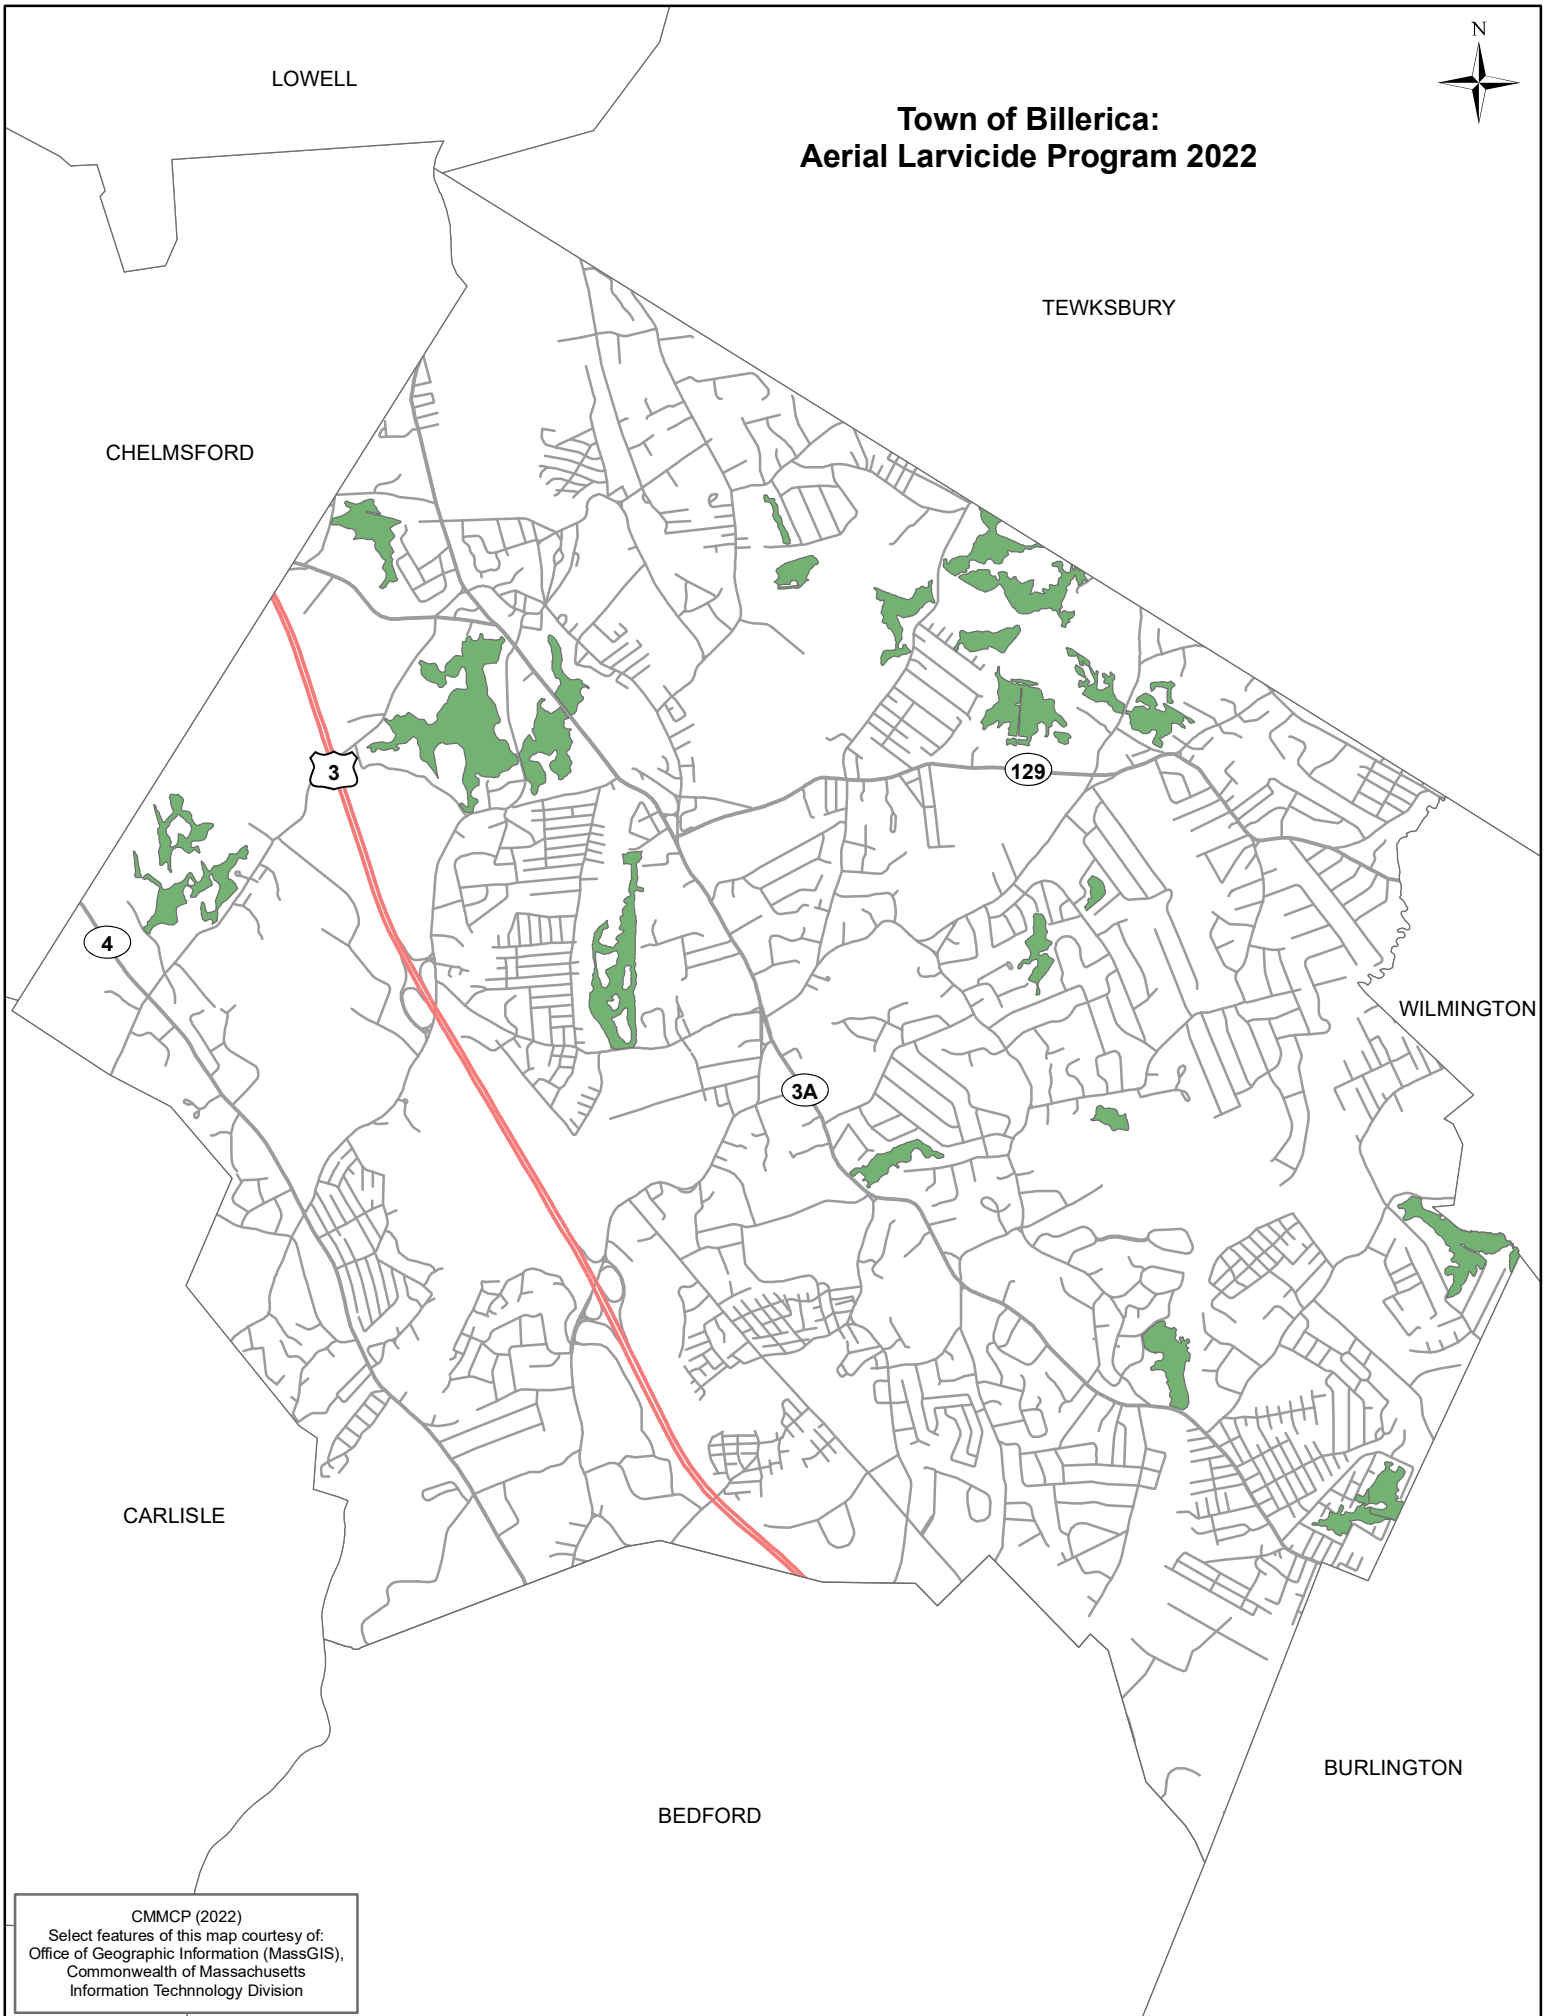 N
LOWELL
Town of Billerica:
Aerial Larvicide Program 2022
TEWKSBURY
CHELMSFORD
3
129
4
WILMINGTON
3A
CARLISLE
BURLINGTON
BEDFORD
CMMCP (2022)
Select features of this map courtesy of:
Office of Geographic Information (MassGIS),
Commonwealth of Massachusetts
Information Technnology Division